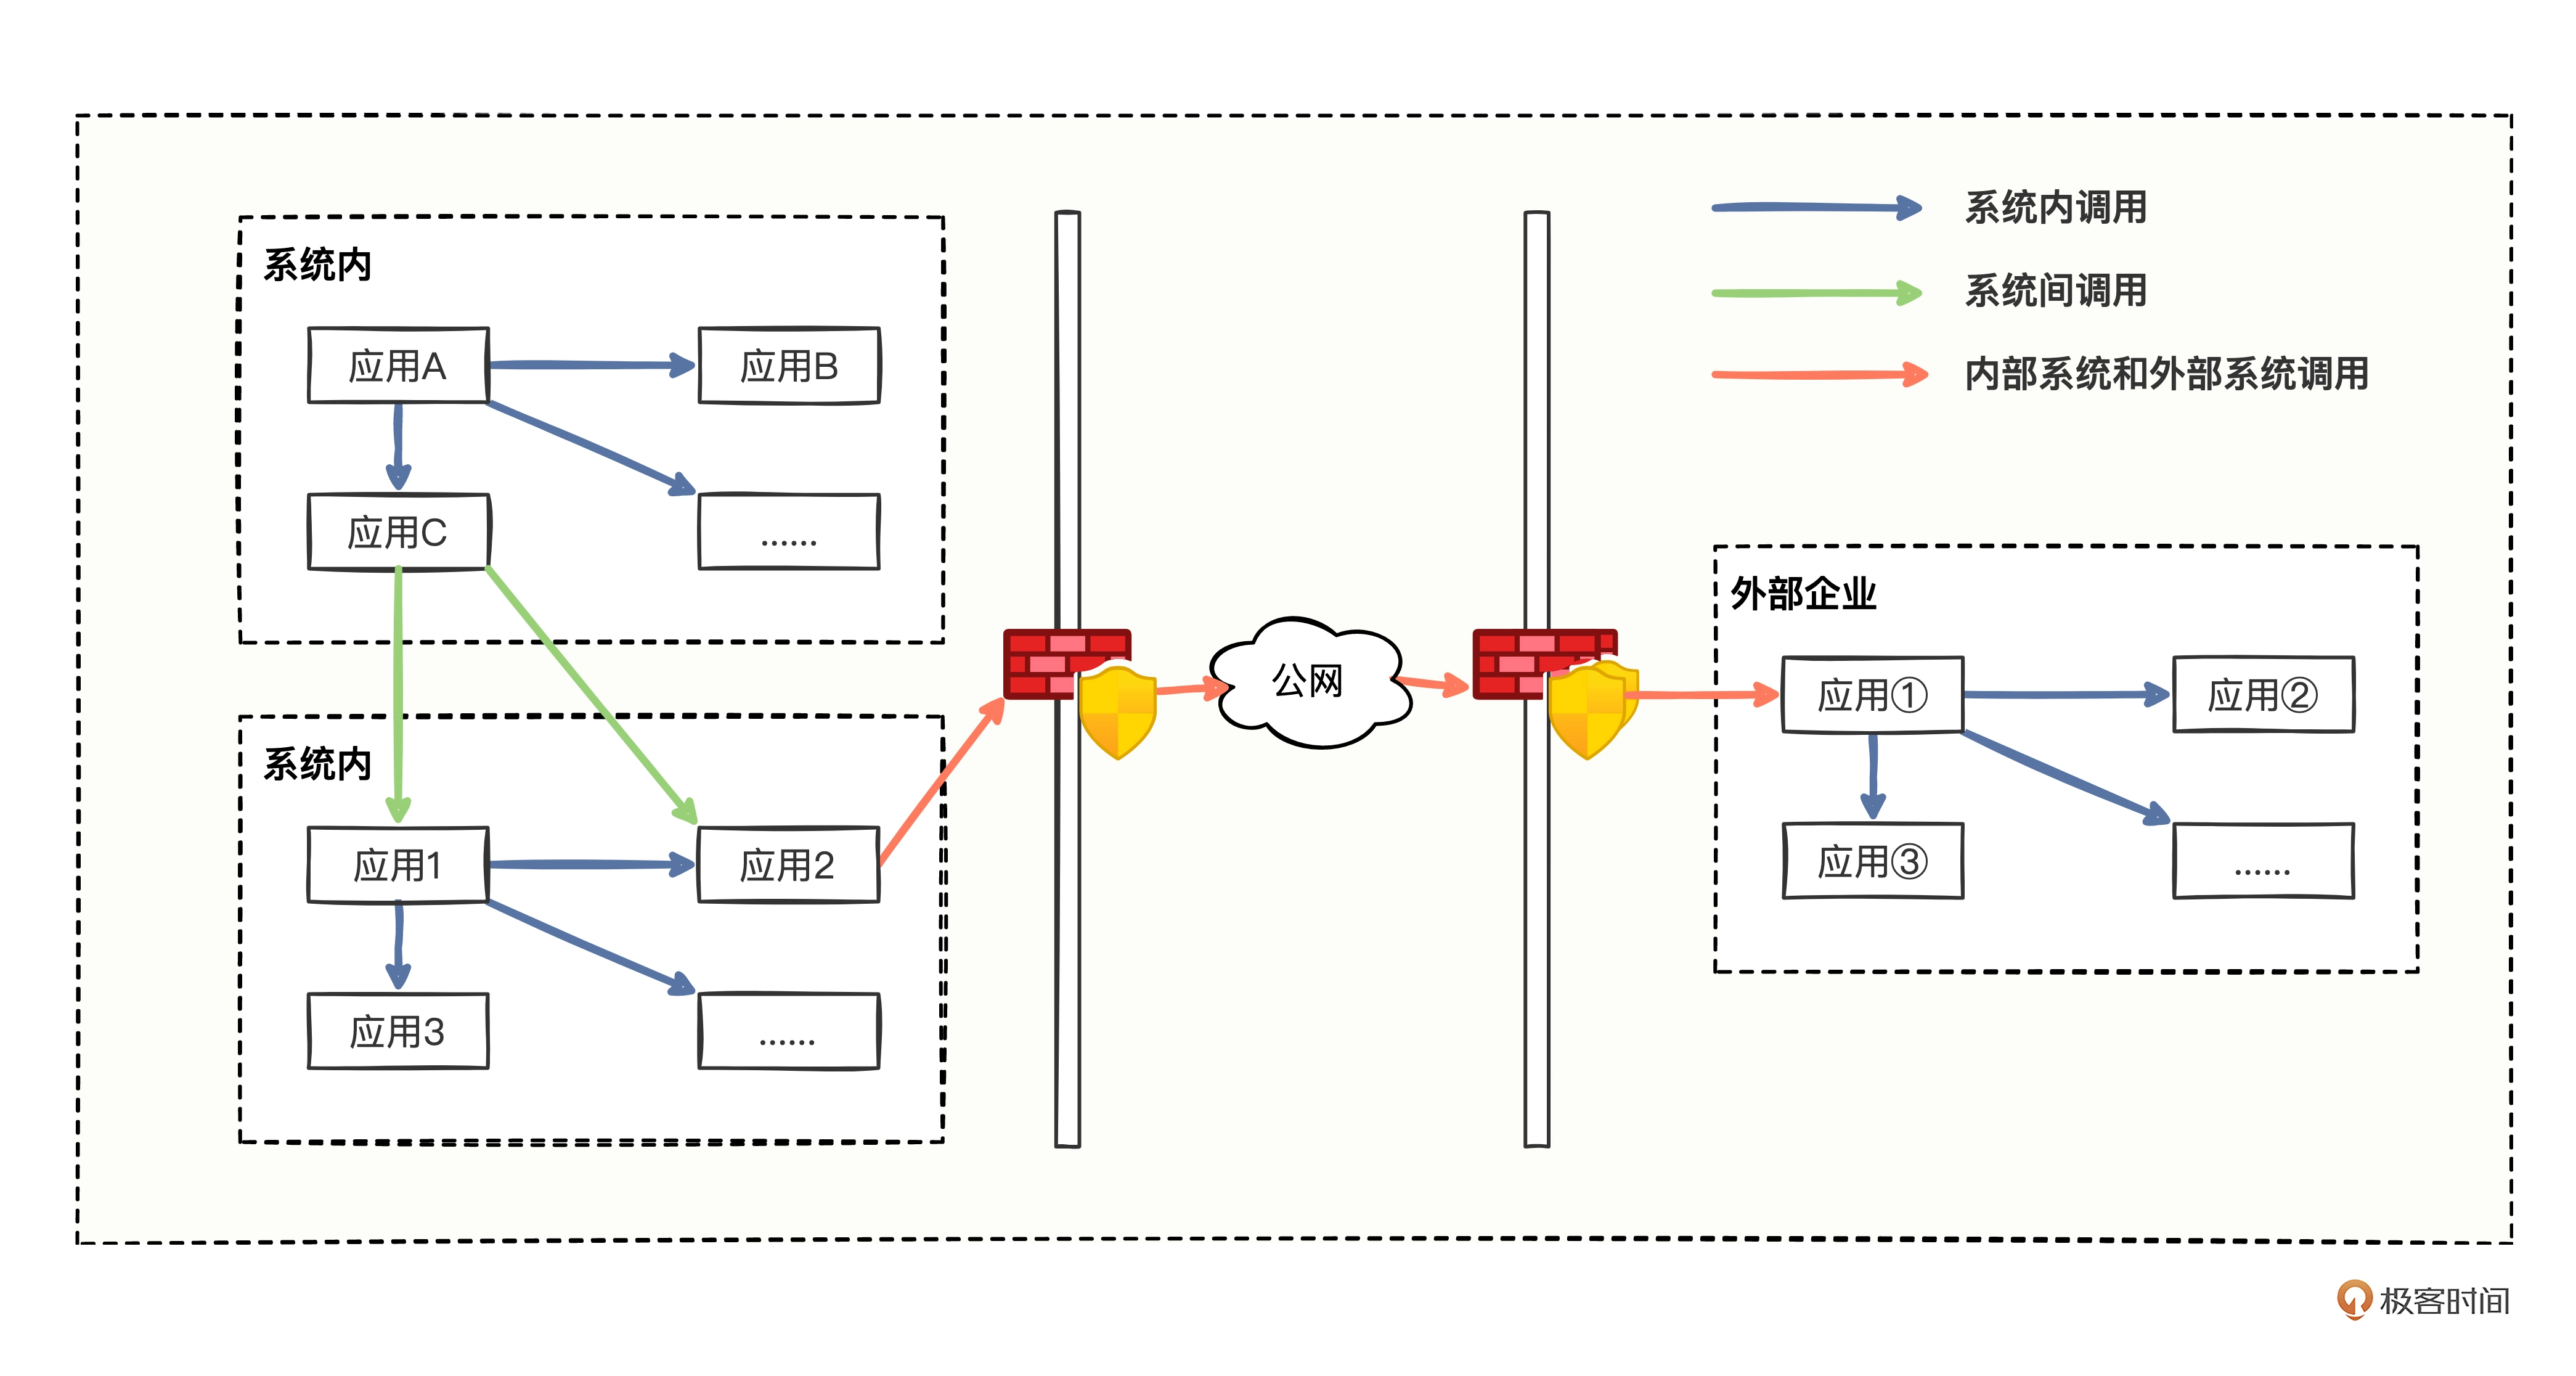 系统内调用
系统间调用
内部系统和外部系统调用
系统内
应用A
应用B
应用C
......
系统内
应用1
应用2
应用3
......
公网
外部企业
应用①
应用②
应用③
......
极客时间